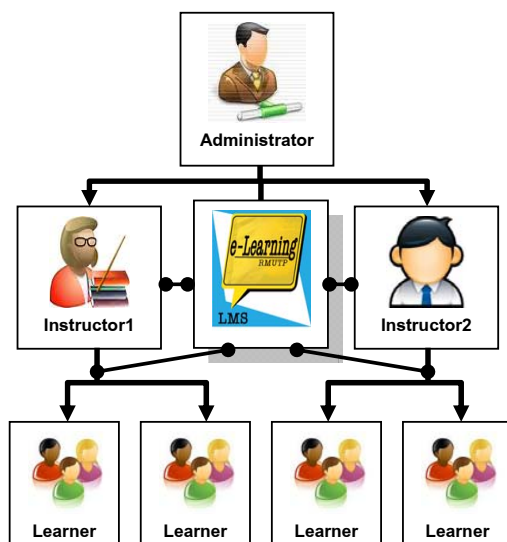 Administrator
e-Learning
RMUTP
LMS
Instructor1
Instructor2
Learner
Learner
Learner
Learner